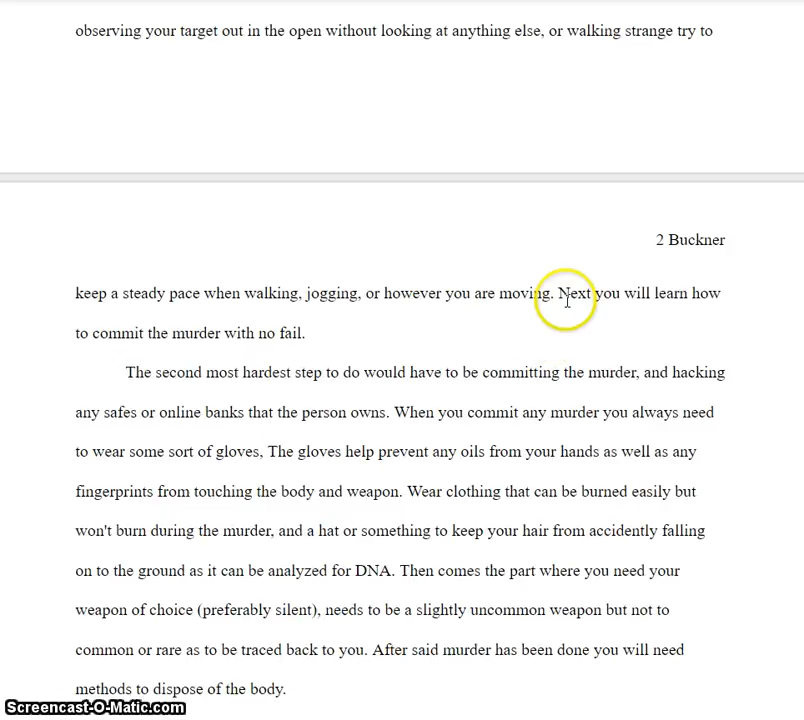 observing your target out in the open without looking at anything else, or walking strange try to
2 Buckner
keep a steady pace when walking, jogging, or however you are moving. Next you will learn how
to commit the murder with no fail.
The second most hardest step to do would have to be committing the murder, and hacking
any safes or online banks that the person owns. When you commit any murder you always need
to wear some sort of gloves, The gloves help prevent any oils from your hands as well as any
fingerprints from touching the body and weapon. Wear clothing that can be burned easily but
won't burn during the murder, and a hat or something to keep your hair from accidently falling
on to the ground as it can be analyzed for DNA. Then comes the part where you need your
weapon of choice (preferably silent), needs to be a slightly uncommon weapon but not to
common or rare as to be traced back to you. After said murder has been done you will need
methods to dispose of the body.
Screencast-O-Matic.com